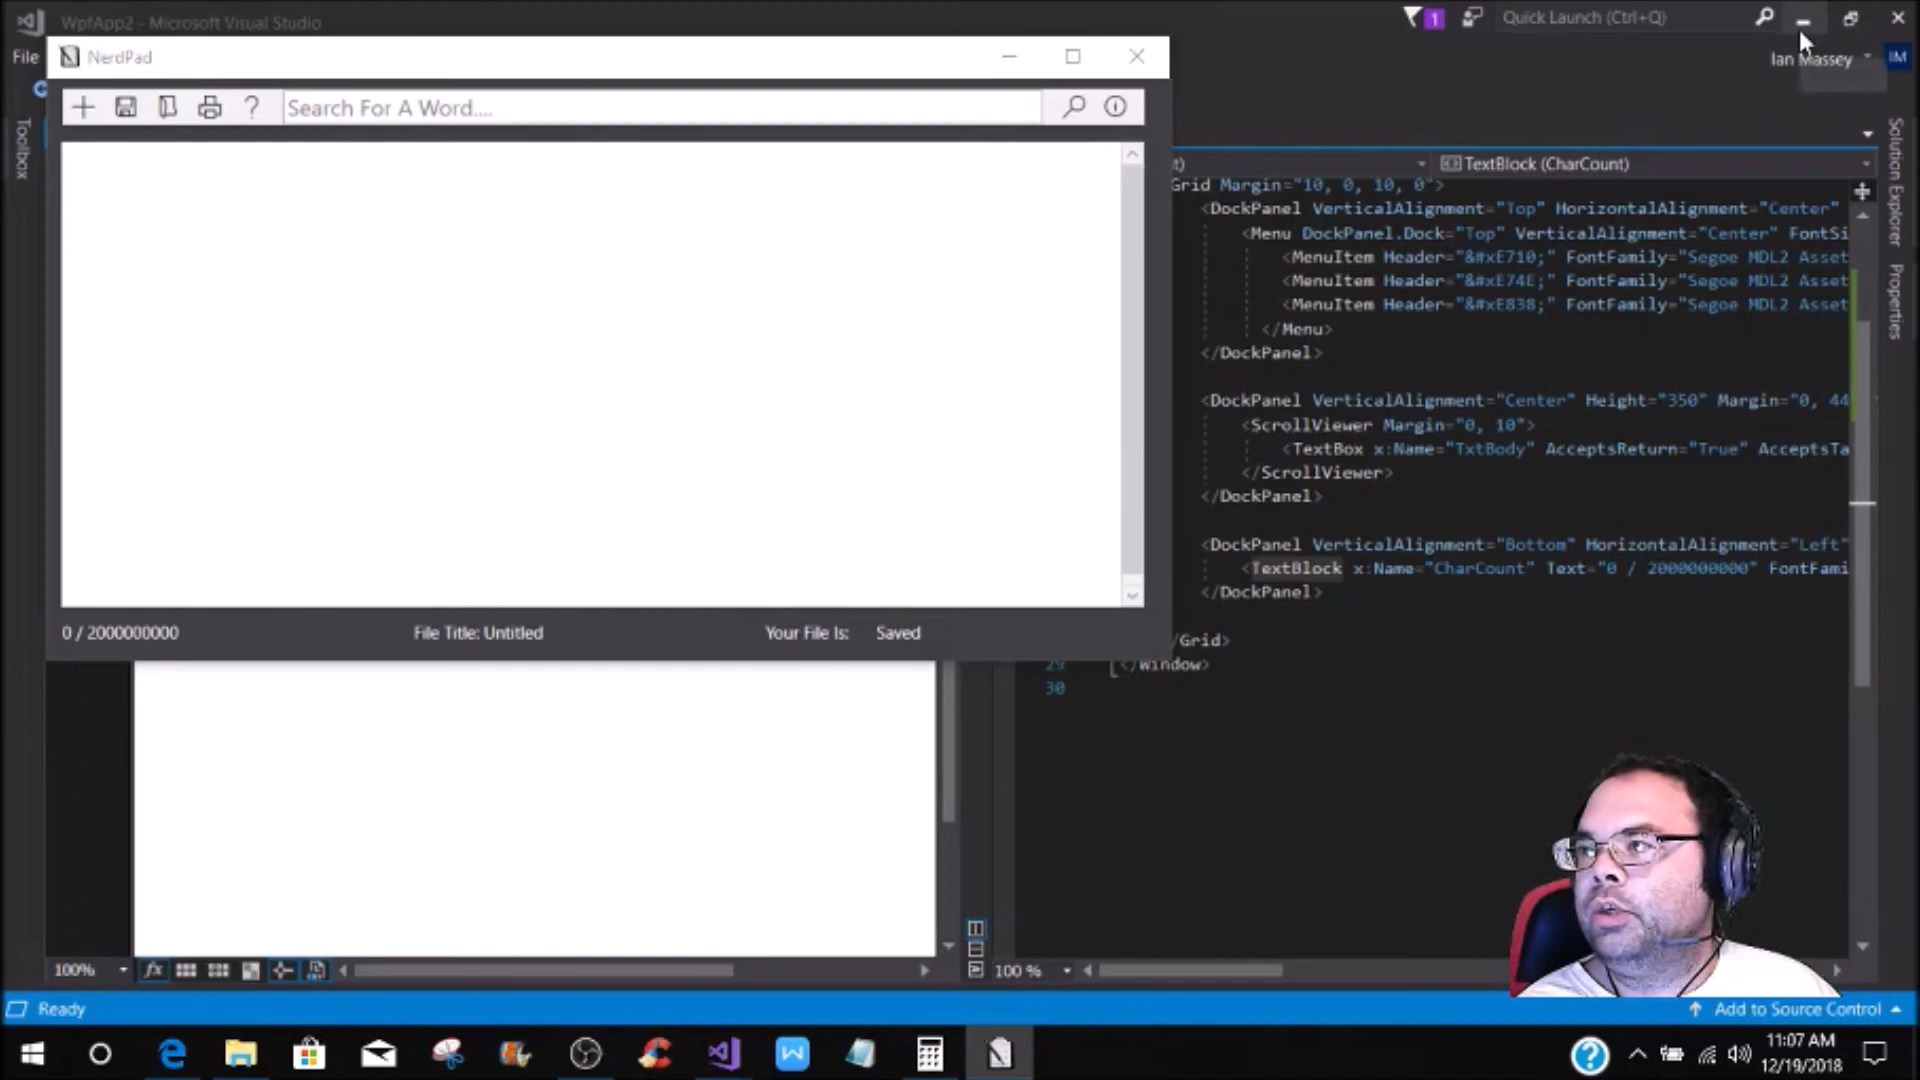 WpfApp2 - Microsoft Visual Studio
1
Quick Launch (Ctrl+Q)
File
NerdPad
Ian Massey
IM
Search For A Word....
Toolbox
Solution Explorer
Properties
TextBlock (CharCount)
Grid Margin="10, 0, 10, 0">
<DockPanel VerticalAlignment="Top" HorizontalAlignment="Center"
<Menu DockPanel.Dock="Top" VerticalAlignment="Center" FontSi
<MenuItem Header="&#xE710;" FontFamily="Segoe MDL2 Asset
<MenuItem Header="&#xE74E;" FontFamily="Segoe MDL2 Asset
<MenuItem Header="&#xE838;" FontFamily="Segoe MDL2 Asset
</Menu>
</DockPanel>
<DockPanel VerticalAlignment="Center" Height="350" Margin="0, 44
<ScrollViewer Margin="0, 10">
<TextBox x:Name="TxtBody" AcceptsReturn="True" AcceptsTa
</ScrollViewer>
</DockPanel>
<DockPanel VerticalAlignment="Bottom" HorizontalAlignment="Left"
<TextBlock x:Name="CharCount" Text="0 / 2000000000" FontFami
</DockPanel>
0 / 2000000000 File Title: Untitled Your File Is: Saved
/Grid>
29 </Window>
30
100% fx
100 %
Ready
Add to Source Control
11:07 AM
12/19/2018